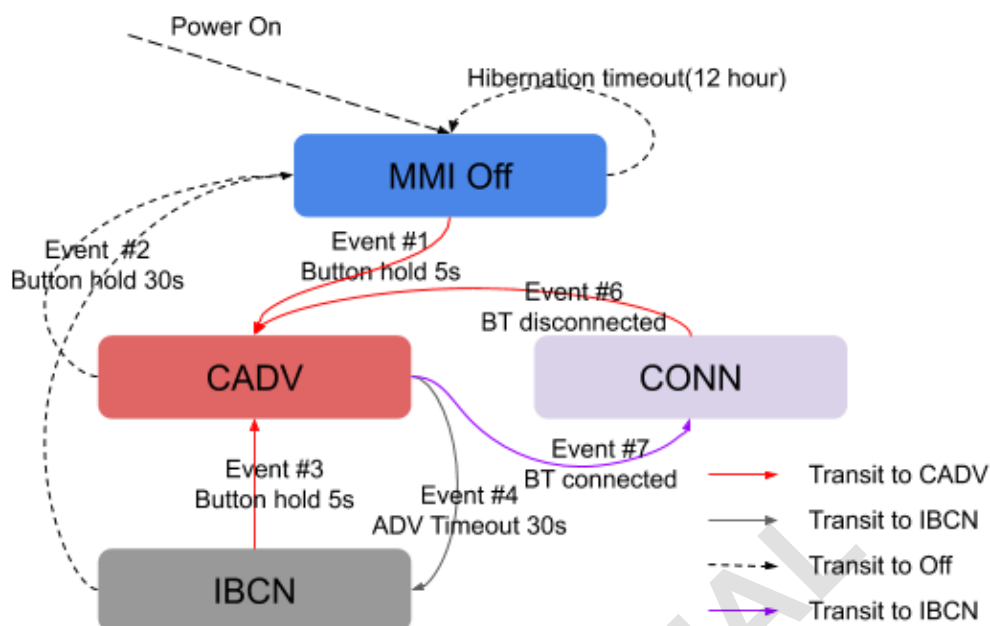 Power On
Hibernation timeout(12 hour)
MMI Off
Event #1
Button hold 5s
Event #2
Button hold 30s
Event #6
BT disconnected
CADV
CONN
Event #7
BT connected
Event #3
Button hold 5s
Event #4
ADV Timeout 30s
IBCN
Transit to CADV
Transit to IBCN
Transit to Off
Transit to IBCN